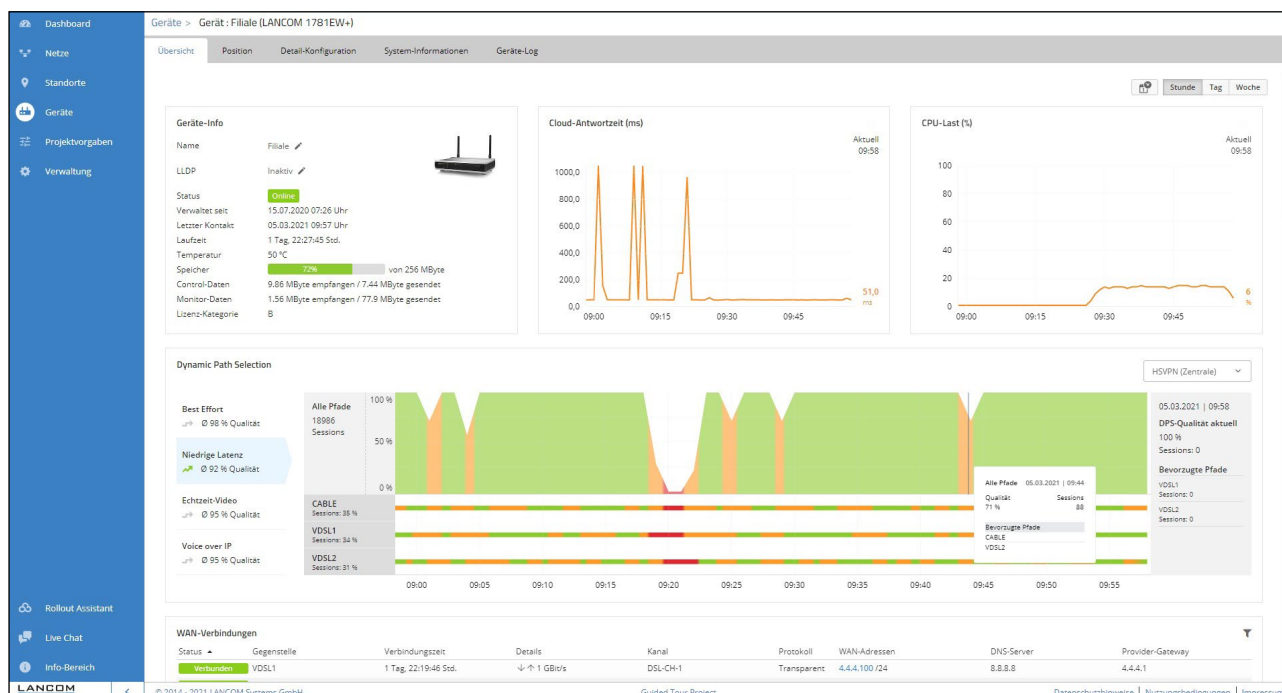 Dashboard
Netze
Standorte
Geräte
Projektvorgaben
Verwaltung
Rollout Assistant
Live Chat
Info-Bereich
LANCOM
Geräte > Gerät : Filiale (LANCOM 1781EW+)
Übersicht Position Detail-Konfiguration System-Informationen Geräte-Log
Stunde Tag Woche
Geräte-Info
Name Filiale
LLDP Inaktiv
Status Online
Verwaltet seit 15.07.2020 07:26 Uhr
Letzter Kontakt 05.03.2021 09:57 Uhr
Laufzeit 1 Tag, 22:27:45 Std.
Temperatur 50 °C
Speicher 72% von 256 MByte
Control-Daten 9.86 MByte empfangen / 7.44 MByte gesendet
Monitor-Daten 1.56 MByte empfangen / 77.9 MByte gesendet
Lizenz-Kategorie B
Cloud-Antwortzeit (ms)
Aktuell
09:58
1000,0
800,0
600,0
400,0
200,0
0,0
51,0
ms
09:00 09:15 09:30 09:45
CPU-Last (%)
Aktuell
09:58
100
80
60
40
20
0
6
%
09:00 09:15 09:30 09:45
Dynamic Path Selection
HSVPN (Zentrale)
Best Effort
Ø 98 % Qualität
Niedrige Latenz
Ø 92 % Qualität
Echtzeit-Video
Ø 95 % Qualität
Voice over IP
Ø 95 % Qualität
Alle Pfade
18986
Sessions
100 %
50 %
0 %
CABLE
Sessions: 35 %
VDSL1
Sessions: 34 %
VDSL2
Sessions: 31 %
09:00 09:05 09:10 09:15 09:20 09:25 09:30 09:35 09:40 09:45 09:50 09:55
Alle Pfade 05.03.2021 | 09:44
Qualität Sessions
71 % 88
Bevorzugte Pfade
CABLE
VDSL2
05.03.2021 | 09:58
DPS-Qualität aktuell
100 %
Sessions: 0
Bevorzugte Pfade
VDSL1
Sessions: 0
VDSL2
Sessions: 0
WAN-Verbindungen
Status Gegenstelle Verbindungszeit Details Kanal Protokoll WAN-Adressen DNS-Server Provider-Gateway
Verbunden VDSL1 1 Tag, 22:19:46 Std. ↓↑ 1 GBit/s DSL-CH-1 Transparent 4.4.4.100 /24 8.8.8.8 4.4.4.1
© 2014 - 2021 LANCOM Systems GmbH Guided Tour Project Datenschutzhinweise | Nutzungsbedingungen |